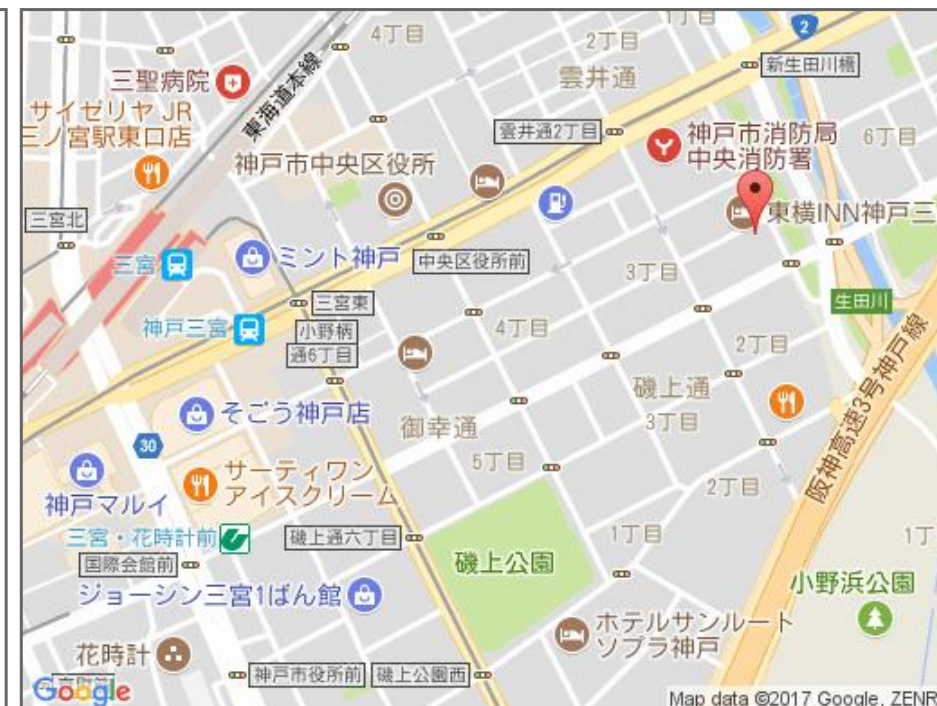 1丁目
4丁目
2
2丁目
新生田川橋
三聖病院
東海道本線
雲井通
サイゼリヤ JR
三ノ宮駅東口店
雲井通2丁目
神戸市消防局
中央消防署
6丁目
神戸市中央区役所
三宮北
東横INN神戸三
三宮
ミント神戸
中央区役所前
3丁目
三宮東
生田川
神戸三宮
小野柄
通6丁目
4丁目
2丁目
阪神高速3号神戸線
磯上通
そごう神戸店
御幸通
3丁目
30
5丁目
サーティワン
アイスクリーム
神戸マルイ
2丁目
三宮・花時計前
磯上通六丁目
1丁目
1丁
国際会館前
磯上公園
ジョーシン三宮1ばん館
小野浜公園
ホテルサンルート
ソプラ神戸
花時計
神戸市役所前
磯上公園西
Google
Map data ©2017 Google, ZENR